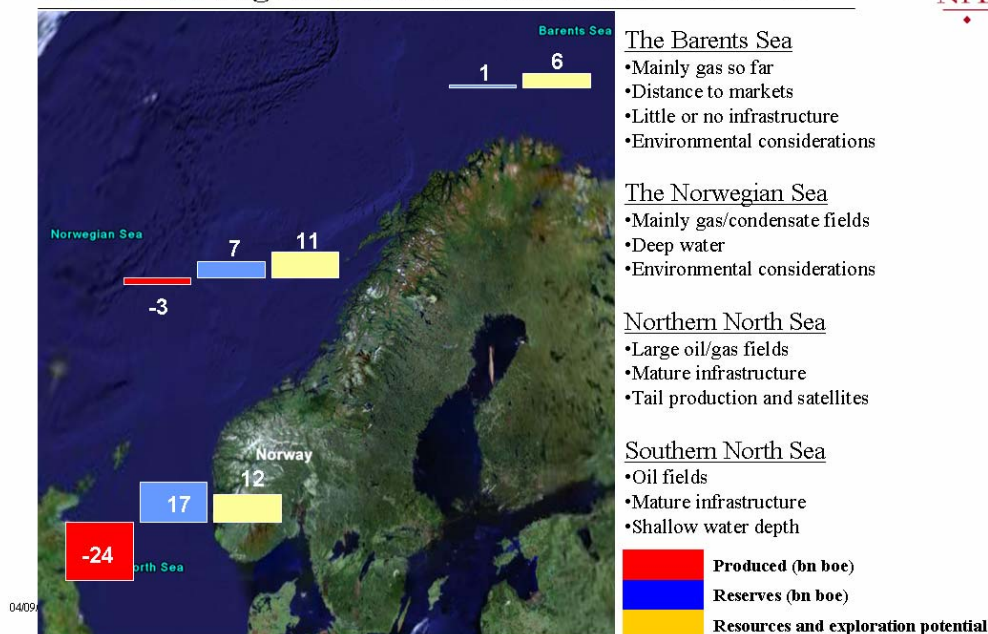 Barents Sea
1
6
Norwegian Sea
7
11
-3
Norway
12
17
-24
orth Sea
04/09/
The Barents Sea
•Mainly gas so far
•Distance to markets
•Little or no infrastructure
•Environmental considerations
The Norwegian Sea
•Mainly gas/condensate fields
•Deep water
•Environmental considerations
Northern North Sea
•Large oil/gas fields
•Mature infrastructure
•Tail production and satellites
Southern North Sea
•Oil fields
•Mature infrastructure
•Shallow water depth
Produced (bn boe)
Reserves (bn boe)
Resources and exploration potential